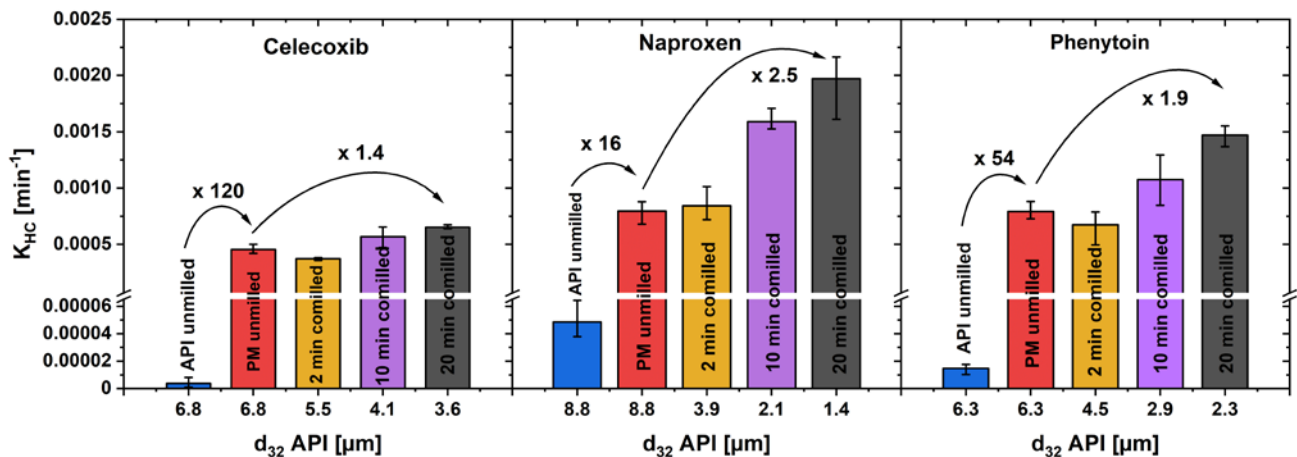 Celecoxib
Naproxen
Phenytoin
K_HC [min⁻¹]
0.0025
0.0020
0.0015
0.0010
0.0005
0.00006
0.00004
0.00002
0
x 120
x 1.4
API unmilled
PM unmilled
2 min comilled
10 min comilled
20 min comilled
6.8 6.8 5.5 4.1 3.6
d₃₂ API [µm]
x 16
x 2.5
API unmilled
PM unmilled
2 min comilled
10 min comilled
20 min comilled
8.8 8.8 3.9 2.1 1.4
d₃₂ API [µm]
x 54
x 1.9
API unmilled
PM unmilled
2 min comilled
10 min comilled
20 min comilled
6.3 6.3 4.5 2.9 2.3
d₃₂ API [µm]